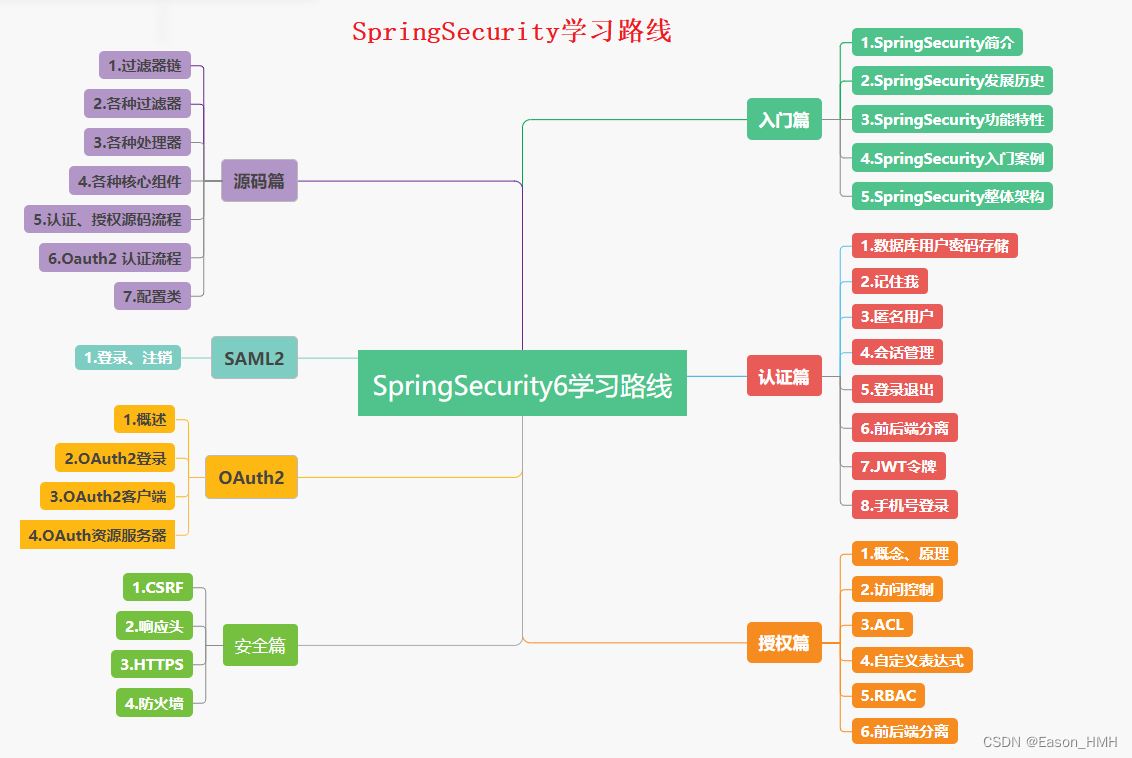 SpringSecurity学习路线
SpringSecurity6学习路线
入门篇
1.SpringSecurity简介
2.SpringSecurity发展历史
3.SpringSecurity功能特性
4.SpringSecurity入门案例
5.SpringSecurity整体架构
认证篇
1.数据库用户密码存储
2.记住我
3.匿名用户
4.会话管理
5.登录退出
6.前后端分离
7.JWT令牌
8.手机号登录
授权篇
1.概念、原理
2.访问控制
3.ACL
4.自定义表达式
5.RBAC
6.前后端分离
源码篇
1.过滤器链
2.各种过滤器
3.各种处理器
4.各种核心组件
5.认证、授权源码流程
6.Oauth2 认证流程
7.配置类
SAML2
1.登录、注销
OAuth2
1.概述
2.OAuth2登录
3.OAuth2客户端
4.OAuth资源服务器
安全篇
1.CSRF
2.响应头
3.HTTPS
4.防火墙
CSDN @Eason_HMH